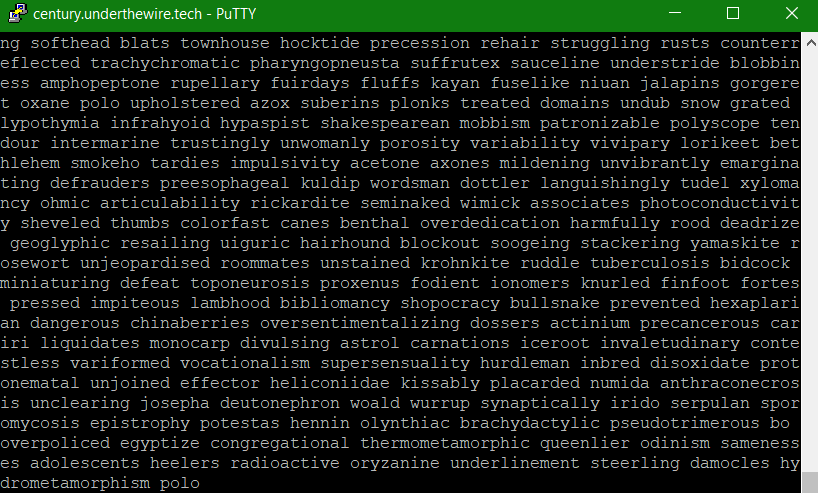 century.underthewire.tech - PuTTY
ng softhead blats townhouse hocktide precession rehair struggling rusts counterr
eflected trachychromatic pharyngopneusta suffrutex sauceline understride blobbin
ess amphopeptone rupellary fuirdays fluffs kayan fuselike niuan jalapins gorgere
t oxane polo upholstered azox suberins plonks treated domains undub snow grated
lypothymia infrahyoid hypaspist shakespearean mobbism patronizable polyscope ten
dour intermarine trustingly unwomanly porosity variability vivipary lorikeet bet
hlehem smokeho tardies impulsivity acetone axones mildening unvibrantly emargina
ting defrauders preesophageal kuldip wordsman dottler languishingly tudel xyloma
ncy ohmic articulability rickardite seminaked wimick associates photoconductivit
y sheveled thumbs colorfast canes benthal overdedication harmfully rood deadrize
 geoglyphic resailing uiguric hairhound blockout soogeing stackering yamaskite r
osewort unjeopardised roommates unstained krohnkite ruddle tuberculosis bidcock
miniaturing defeat toponeurosis proxenus fodient ionomers knurled finfoot fortes
 pressed impiteous lambhood bibliomancy shopocracy bullsnake prevented hexaplari
an dangerous chinaberries oversentimentalizing dossers actinium precancerous car
iri liquidates monocarp divulsing astrol carnations iceroot invaletudinary conte
stless variformed vocationalism supersensuality hurdleman inbred disoxidate prot
onematal unjoined effector heliconiidae kissably placarded numida anthraconecros
is unclearing josepha deutonephron woald wurrup synaptically irido serpulan spor
omycosis epistrophy potestas hennin olynthiac brachydactylic pseudotrimerous bo
overpoliced egyptize congregational thermometamorphic queenlier odinism sameness
es adolescents heelers radioactive oryzanine underlinement steerling damocles hy
drometamorphism polo